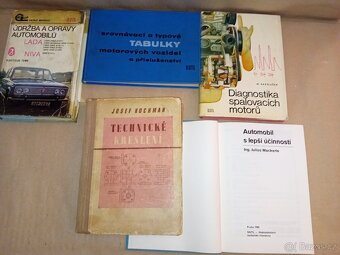 ÚDRŽBA A OPRAVY
AUTOMOBILŮ
LADA
NIVA
srovnávací a typové
TABULKY
motorových vozidel
a příslušenství
Diagnostika
spalovacích
motorů
JOSEF KOCHMAN
TECHNICKÉ
KRESLENÍ
Automobil
s lepší účinností
Ing. Julius Mackerle